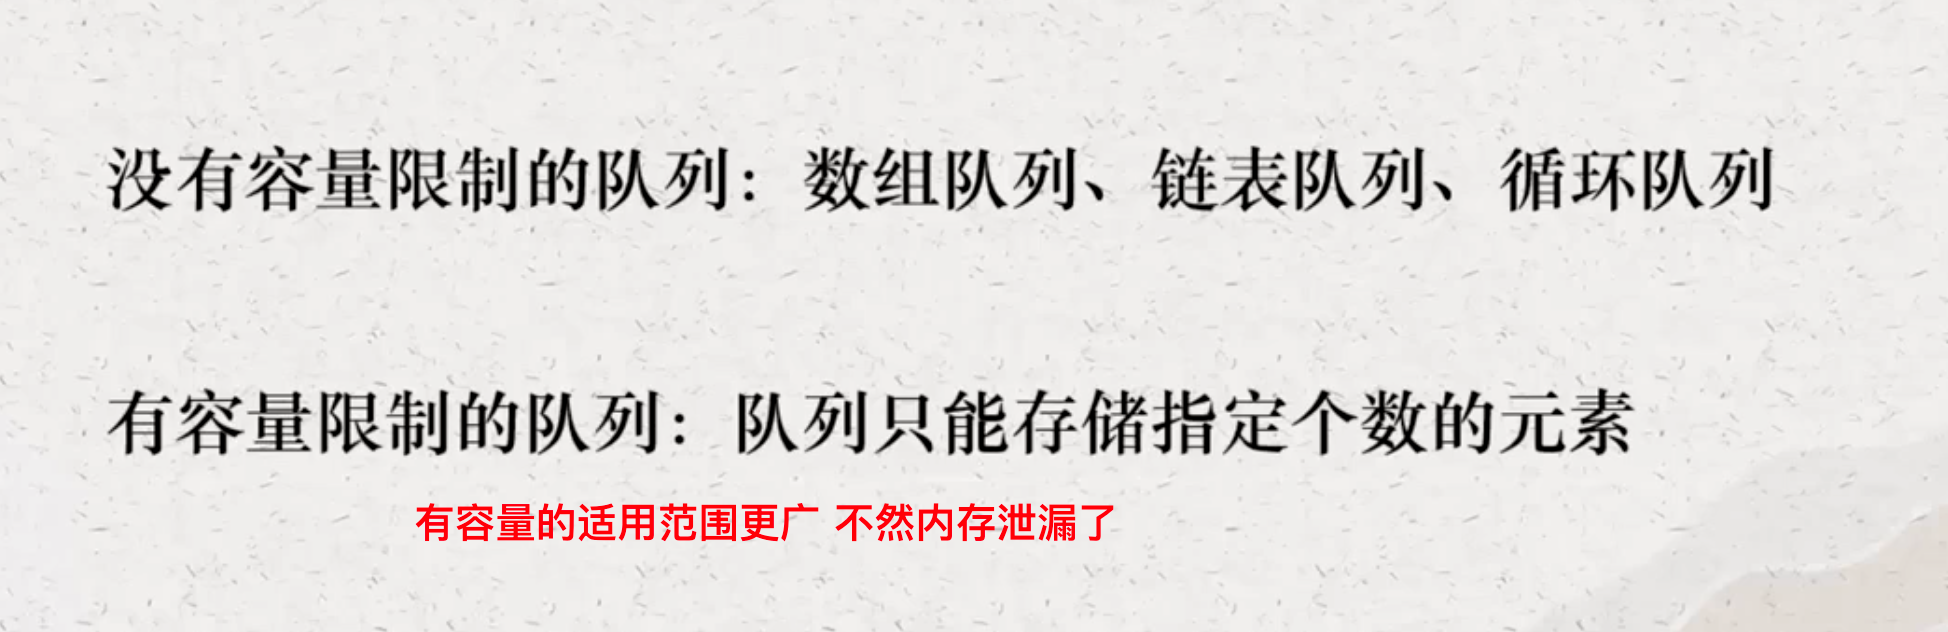 没有容量限制的队列：数组队列、链表队列、循环队列
有容量限制的队列：队列只能存储指定个数的元素
有容量的适用范围更广 不然内存泄漏了